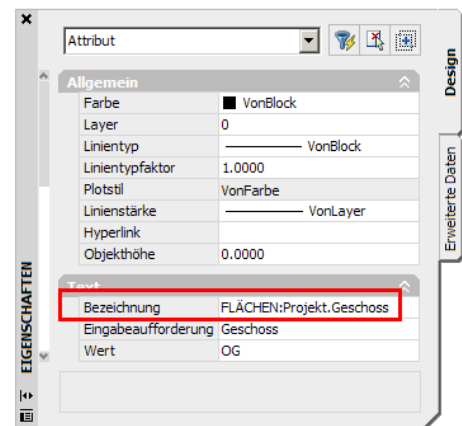 Attribut
Allgemein
Farbe VonBlock
Layer 0
Linientyp VonBlock
Linientypfaktor 1.0000
Plotstil VonFarbe
Linienstärke VonLayer
Hyperlink
Objekthöhe 0.0000
Text
Bezeichnung FLÄCHEN:Projekt.Geschoss
Eingabeaufforderung Geschoss
Wert OG
EIGENSCHAFTEN
Design
Erweiterte Daten